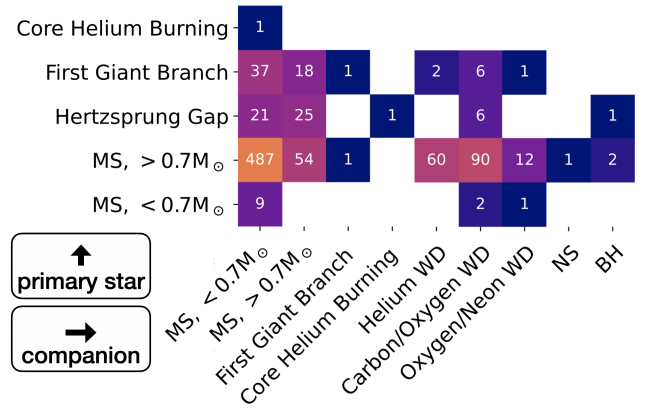 Core Helium Burning 1
First Giant Branch 37 18 1 2 6 1
Hertzsprung Gap 21 25 1 6 1
MS, > 0.7M⊙ 487 54 1 60 90 12 1 2
MS, < 0.7M⊙ 9 2 1
primary star
companion
MS, < 0.7M⊙
MS, > 0.7M⊙
First Giant Branch
Core Helium Burning
Helium WD
Carbon/Oxygen WD
Oxygen/Neon WD
NS
BH